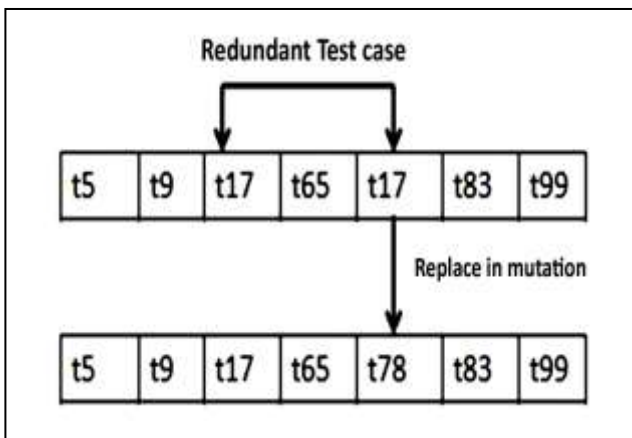 Redundant Test case
t5 t9 t17 t65 t17 t83 t99
Replace in mutation
t5 t9 t17 t65 t78 t83 t99